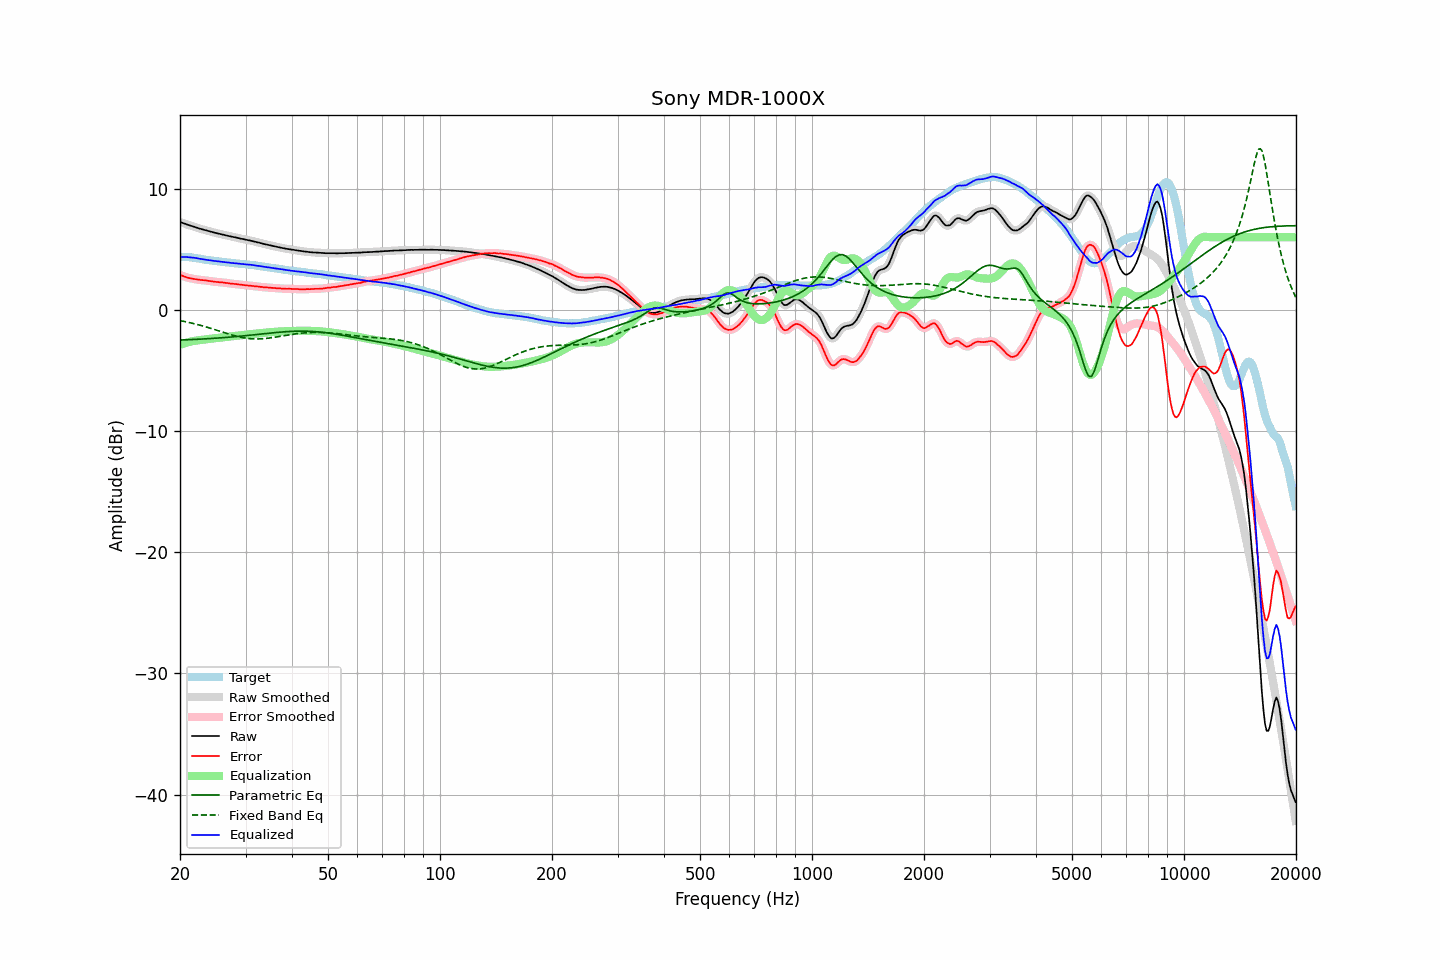 Sony MDR-1000X
Amplitude (dBr)
10
0
−10
−20
−30
−40
Target
Raw Smoothed
Error Smoothed
Raw
Error
Equalization
Parametric Eq
Fixed Band Eq
Equalized
20 50 100 200 500 1000 2000 5000 10000 20000
Frequency (Hz)